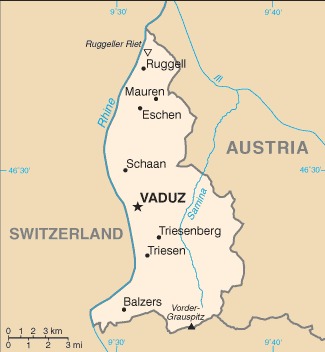 9˚30'
9˚40'
Ruggeller Riet
Ruggell
Ill
Mauren
Eschen
Rhine
AUSTRIA
Schaan
46˚30'
46˚30'
VADUZ
Samina
SWITZERLAND
Triesenberg
Triesen
Balzers
Vorder-
Grauspitz
0 1 2 3 km
0 1 2 3 mi
9˚30'
9˚40'